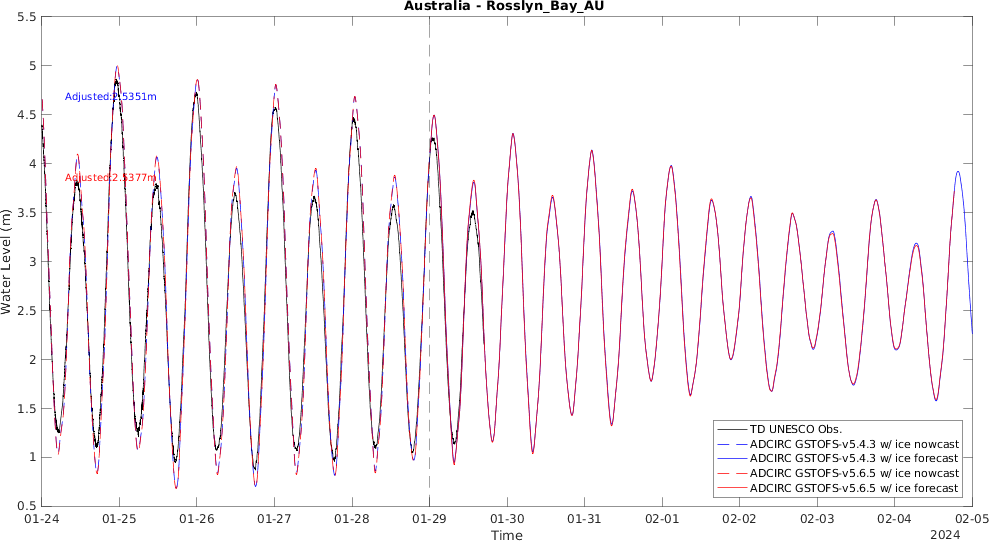 Australia - Rosslyn_Bay_AU
5.5
5
4.5
4
3.5
3
2.5
2
1.5
1
0.5
Water Level (m)
Adjusted:2.5351m
Adjusted:2.5377m
TD UNESCO Obs.
ADCIRC GSTOFS-v5.4.3 w/ ice nowcast
ADCIRC GSTOFS-v5.4.3 w/ ice forecast
ADCIRC GSTOFS-v5.6.5 w/ ice nowcast
ADCIRC GSTOFS-v5.6.5 w/ ice forecast
01-24 01-25 01-26 01-27 01-28 01-29 01-30 01-31 02-01 02-02 02-03 02-04 02-05
Time
2024